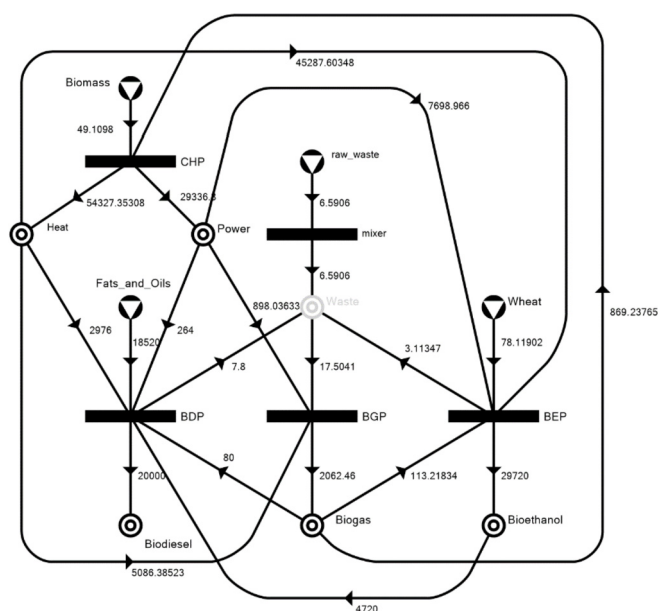 45287.60348
Biomass
7698.966
49.1098
raw_waste
CHP
6.5906
54327.35308
29336.3
Heat
Power
mixer
Fats_and_Oils
6.5906
Waste
Wheat
898.03633
869.23765
2976
18520
264
3.11347
78.11902
7.8
17.5041
BDP
BGP
BEP
80
20000
2062.46
113.21834
29720
Biogas
Bioethanol
Biodiesel
5086.38523
4720